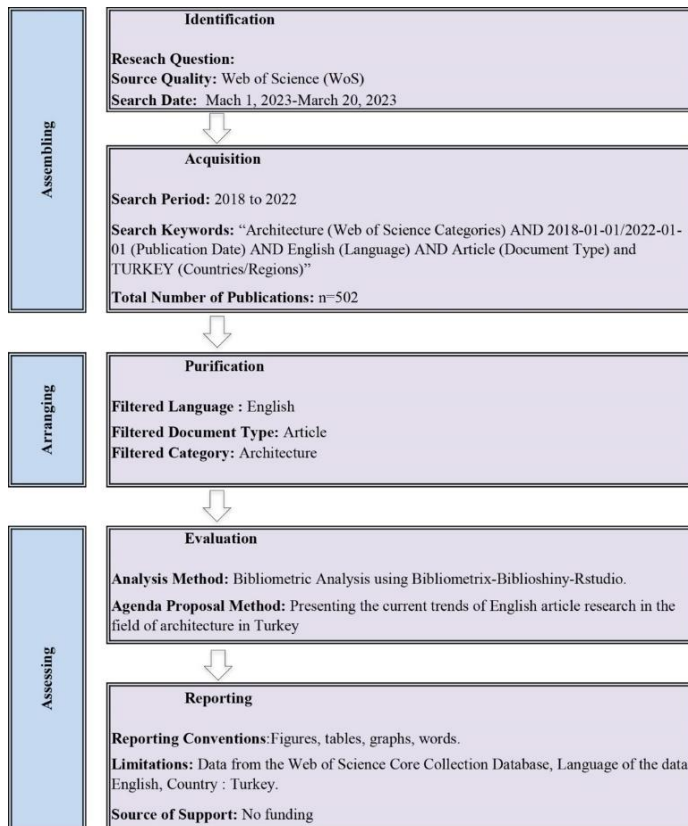 Assembling
Identification
Reseach Question:
Source Quality: Web of Science (WoS)
Search Date: Mach 1, 2023-March 20, 2023
Acquisition
Search Period: 2018 to 2022
Search Keywords: “Architecture (Web of Science Categories) AND 2018-01-01/2022-01-
01 (Publication Date) AND English (Language) AND Article (Document Type) and
TURKEY (Countries/Regions)”
Total Number of Publications: n=502
Arranging
Purification
Filtered Language : English
Filtered Document Type: Article
Filtered Category: Architecture
Assessing
Evaluation
Analysis Method: Bibliometric Analysis using Bibliometrix-Biblioshiny-Rstudio.
Agenda Proposal Method: Presenting the current trends of English article research in the
field of architecture in Turkey
Reporting
Reporting Conventions:Figures, tables, graphs, words.
Limitations: Data from the Web of Science Core Collection Database, Language of the data
English, Country : Turkey.
Source of Support: No funding